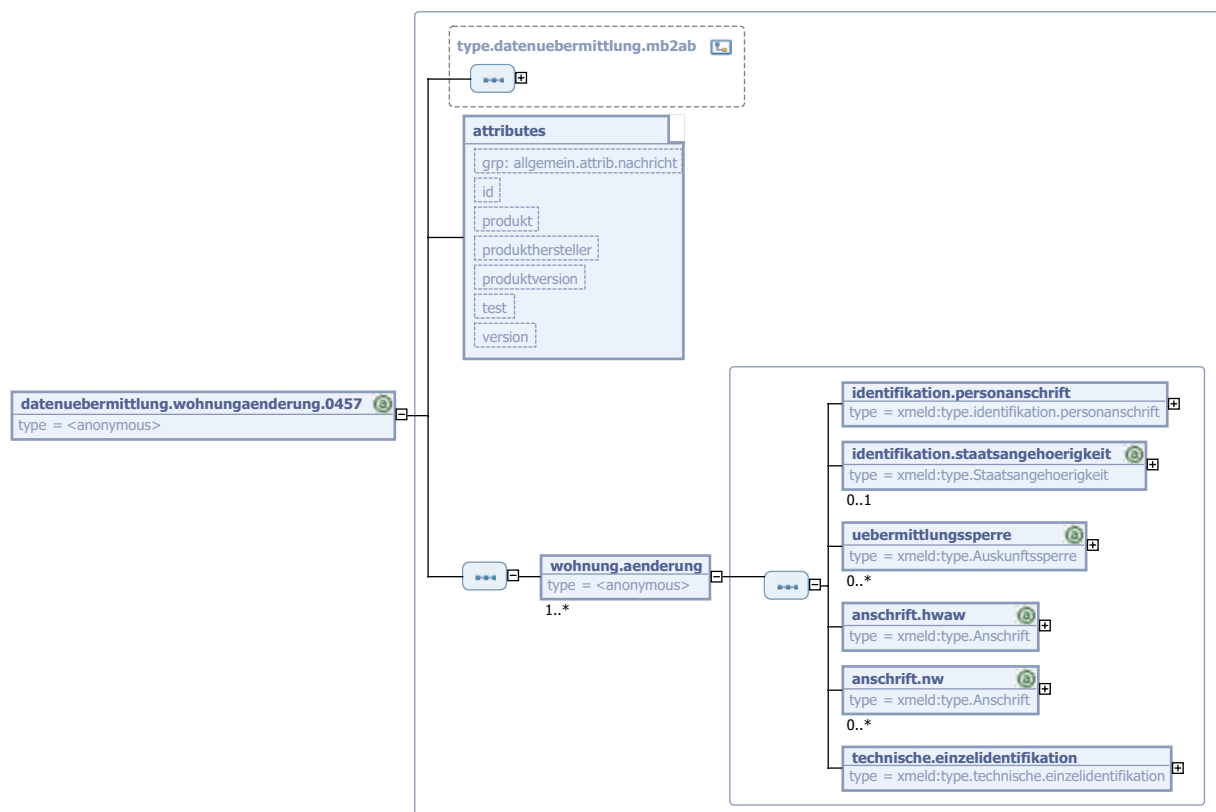 type.datenuebermittlung.mb2ab
attributes
grp: allgemein.attrib.nachricht
id
produkt
produkthersteller
produktversion
test
version
datenuebermittlung.wohnungaenderung.0457
type = <anonymous>
wohnung.aenderung
type = <anonymous>
1..*
identifikation.personanschrift
type = xmeld:type.identifikation.personanschrift
identifikation.staatsangehoerigkeit
type = xmeld:type.Staatsangehoerigkeit
0..1
uebermittlungssperre
type = xmeld:type.Auskunftssperre
0..*
anschrift.hwaw
type = xmeld:type.Anschrift
anschrift.nw
type = xmeld:type.Anschrift
0..*
technische.einzelidentifikation
type = xmeld:type.technische.einzelidentifikation